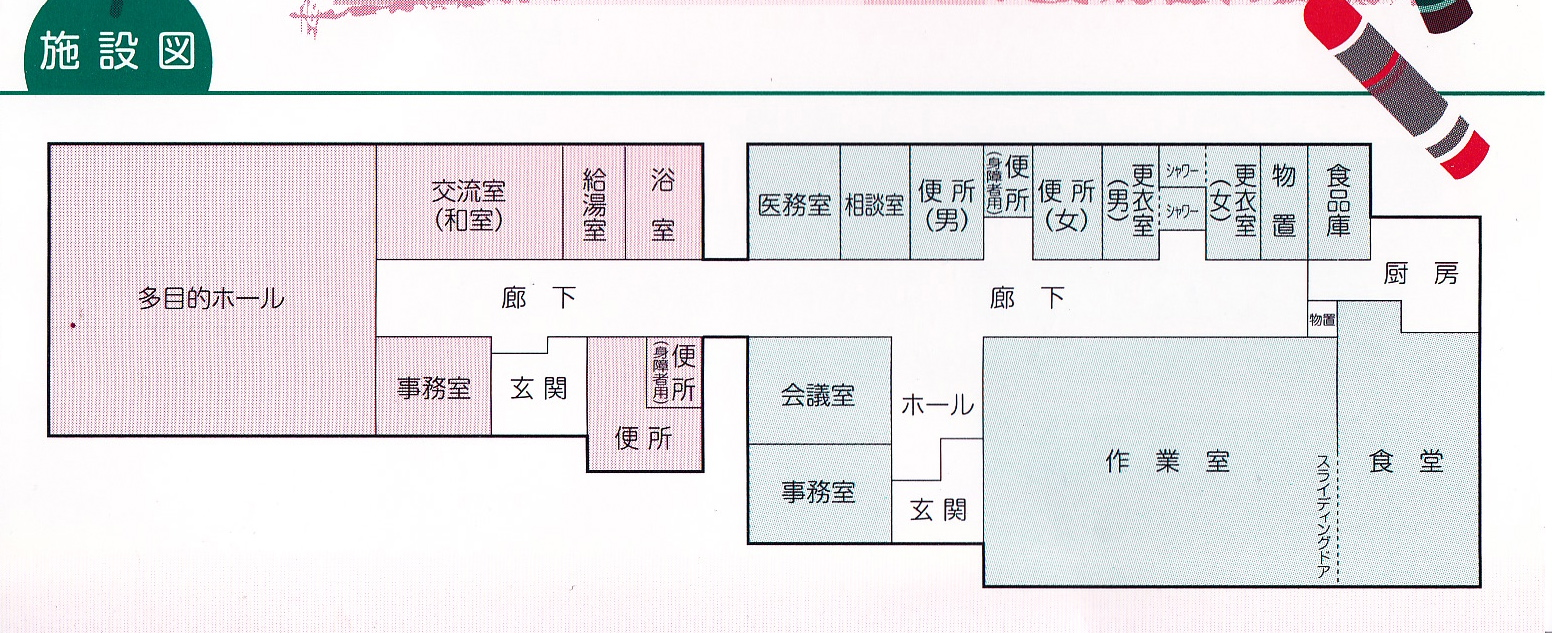 施設図
多目的ホール
交流室
(和室)
給湯室
浴室
廊下
事務室
玄関
便所
(身障者用)
便所
医務室
相談室
便所
(男)
便所
(身障者用)
便所
(女)
更衣室
(男)
シャワー
シャワー
更衣室
(女)
物置
食品庫
廊下
厨房
物置
会議室
ホール
事務室
玄関
作業室
スライディングドア
食堂